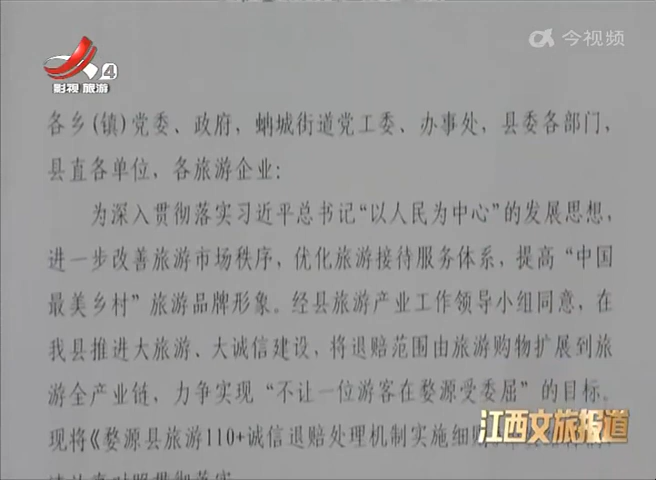 今视频
4
影视 旅游
各乡(镇)党委、政府，蚺城街道党工委、办事处，县委各部门，
县直各单位，各旅游企业：
为深入贯彻落实习近平总书记“以人民为中心”的发展思想，
进一步改善旅游市场秩序，优化旅游接待服务体系，提高“中国
最美乡村”旅游品牌形象。经县旅游产业工作领导小组同意，在
我县推进大旅游、大诚信建设，将退赔范围由旅游购物扩展到旅
游全产业链，力争实现“不让一位游客在婺源受委屈”的目标。
现将《婺源县旅游110+诚信退赔处理机制实施细则
江西文旅报道